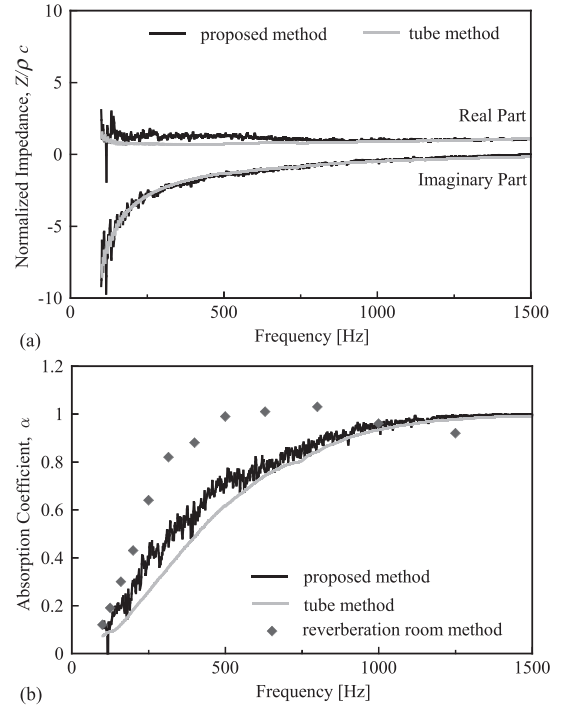 10
5
0
-5
-10
Normalized Impedance, Z/ρ c
proposed method
tube method
Real Part
Imaginary Part
0
500
1000
1500
Frequency [Hz]
(a)
1.2
1
0.8
0.6
0.4
0.2
0
Absorption Coefficient, α
proposed method
tube method
reverberation room method
0
500
1000
1500
Frequency [Hz]
(b)